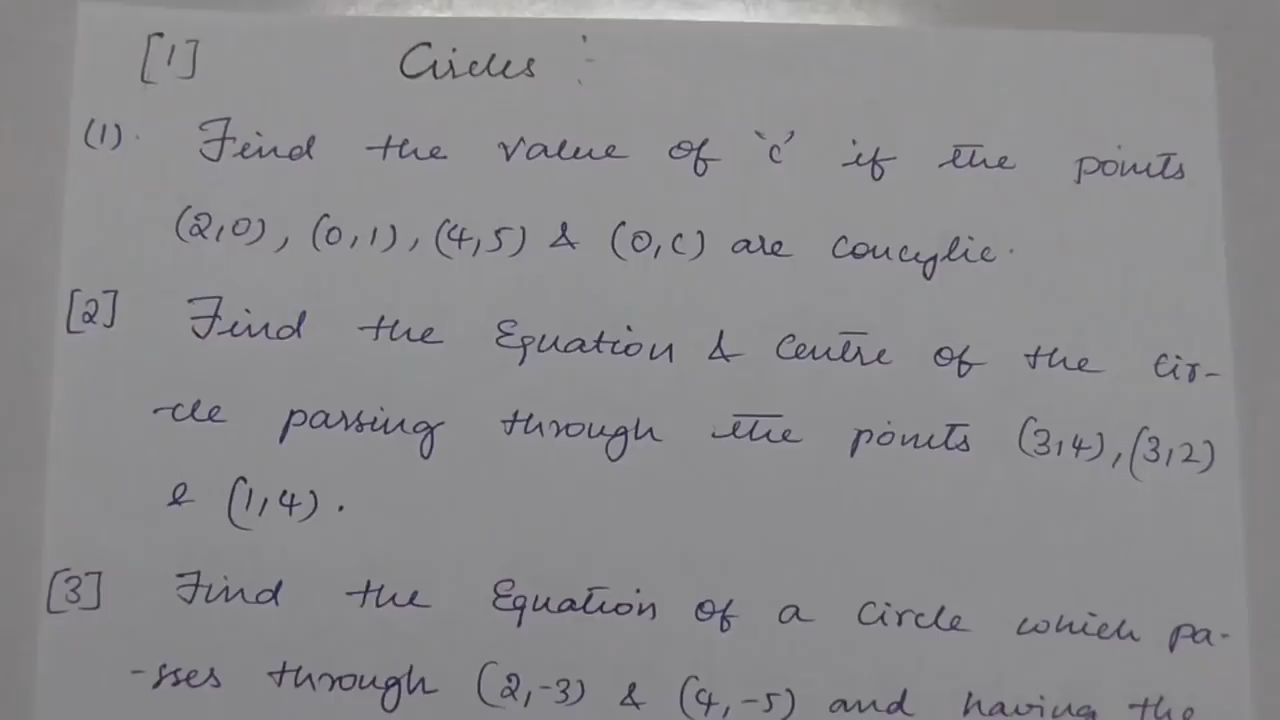 [1] Circles :
(1). Find the value of 'c' if the points
(2,0), (0,1), (4,5) & (0,c) are concyclic.
[2] Find the Equation & centre of the cir-
-cle passing through the points (3,4), (3,2)
& (1,4).
[3] Find the Equation of a circle which pa-
-sses through (2,-3) & (4,-5) and having the